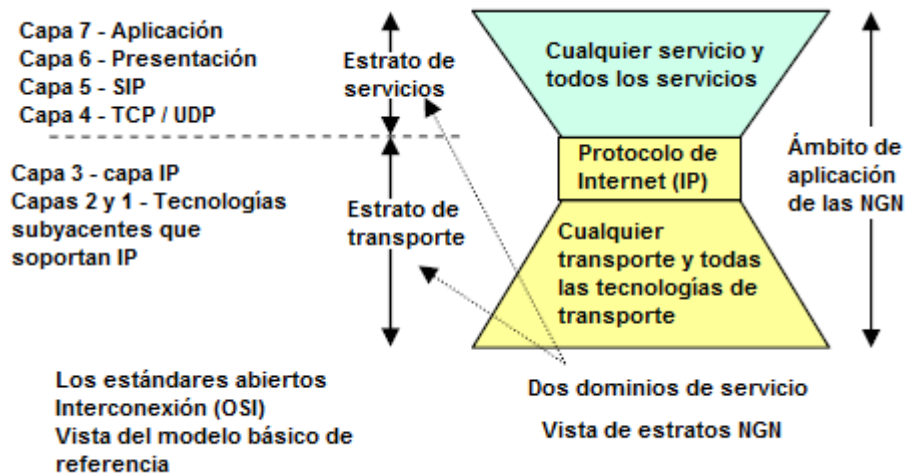 Capa 7 - Aplicación
Capa 6 - Presentación
Capa 5 - SIP
Capa 4 - TCP / UDP
Estrato de
servicios
Cualquier servicio y
todos los servicios
Capa 3 - capa IP
Capas 2 y 1 - Tecnologías
subyacentes que
soportan IP
Estrato de
transporte
Protocolo de
Internet (IP)
Cualquier
transporte y todas
las tecnologías de
transporte
Ámbito de
aplicación
de las NGN
Los estándares abiertos
Interconexión (OSI)
Vista del modelo básico de
referencia
Dos dominios de servicio
Vista de estratos NGN